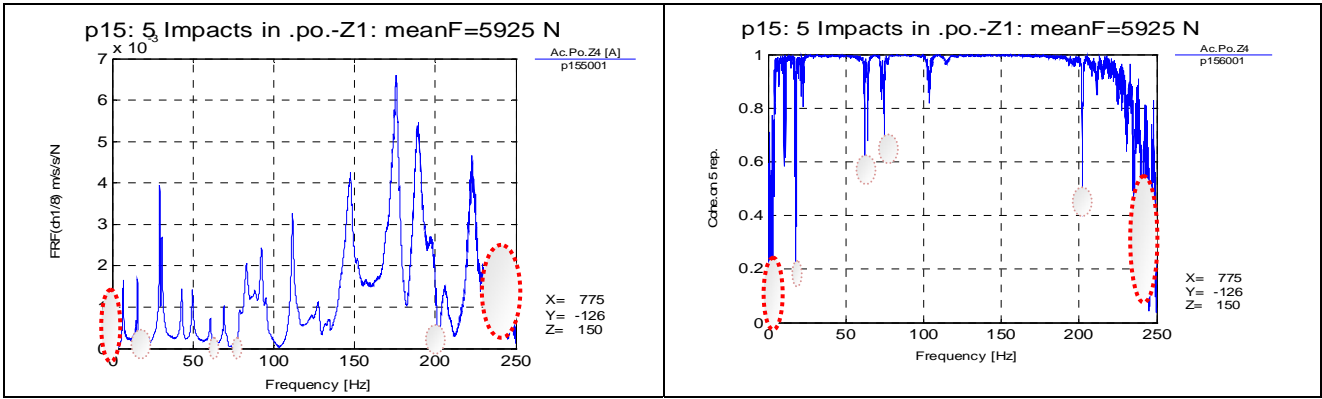 p15: 5 Impacts in .po.-Z1: meanF=5925 N
x 10-3
Ac.Po.Z4 [A]
p155001
7
6
5
4
3
2
1
0
FRF(ch1/8) m/s/s/N
0 50 100 150 200 250
Frequency [Hz]
X= 775
Y= -126
Z= 150
p15: 5 Impacts in .po.-Z1: meanF=5925 N
Ac.Po.Z4
p156001
1
0.8
0.6
0.4
0.2
0
Cohe.on 5 rep.
50 100 150 200 250
Frequency [Hz]
X= 775
Y= -126
Z= 150